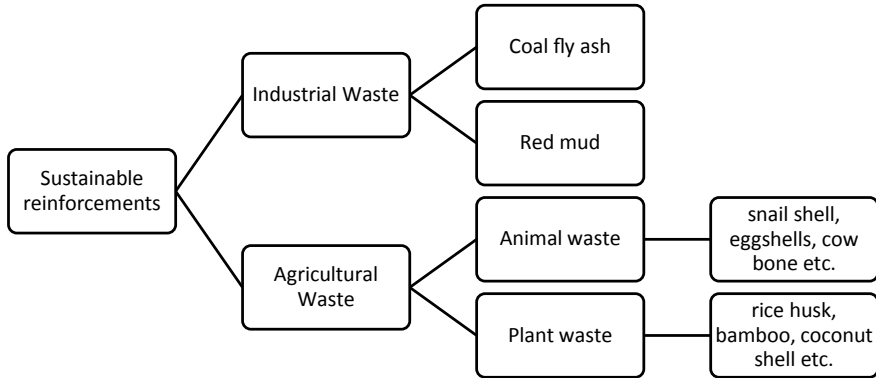 Sustainable
reinforcements
Industrial Waste
Coal fly ash
Red mud
Agricultural
Waste
Animal waste
snail shell,
eggshells, cow
bone etc.
Plant waste
rice husk,
bamboo, coconut
shell etc.